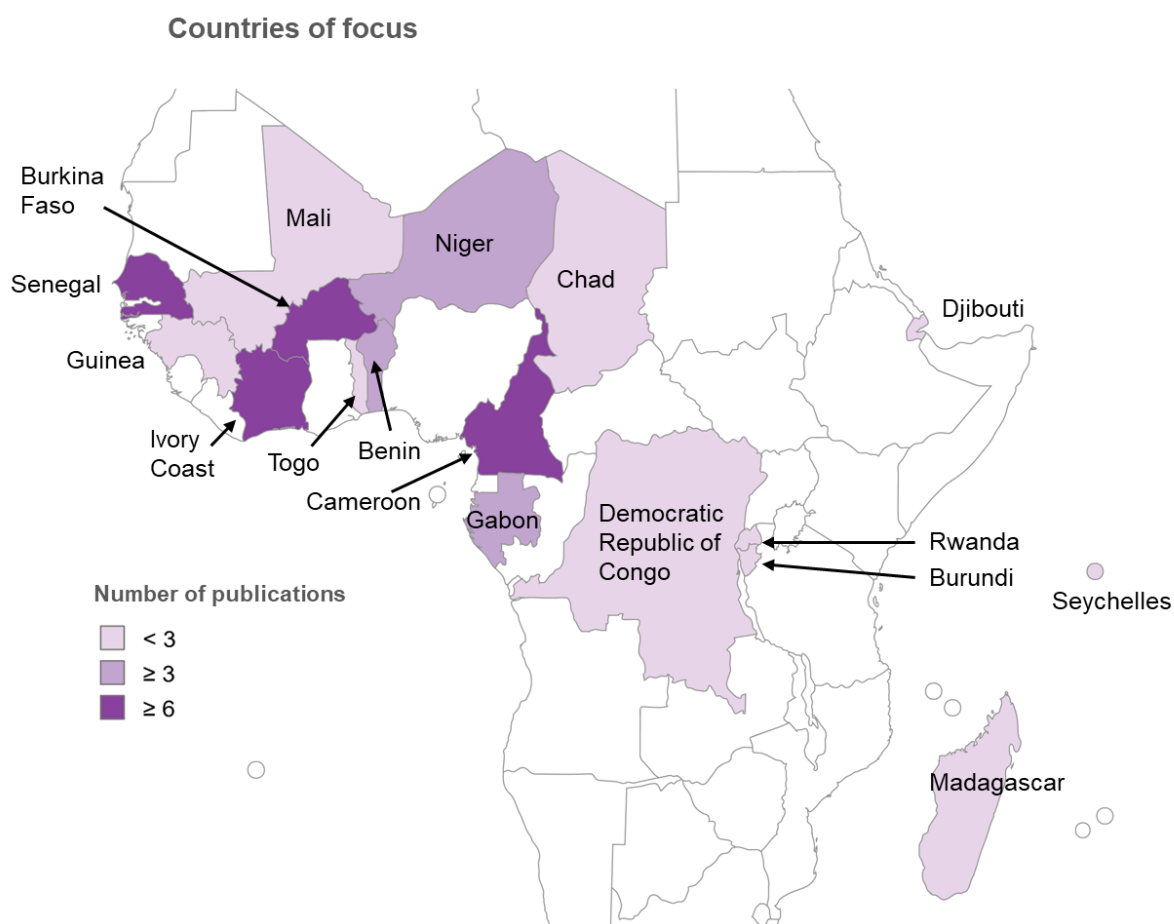 Countries of focus
Burkina
Faso
Mali
Niger
Chad
Senegal
Djibouti
Guinea
Ivory
Coast
Togo
Benin
Cameroon
Gabon
Democratic
Republic of
Congo
Rwanda
Burundi
Seychelles
Madagascar
Number of publications
< 3
≥ 3
≥ 6